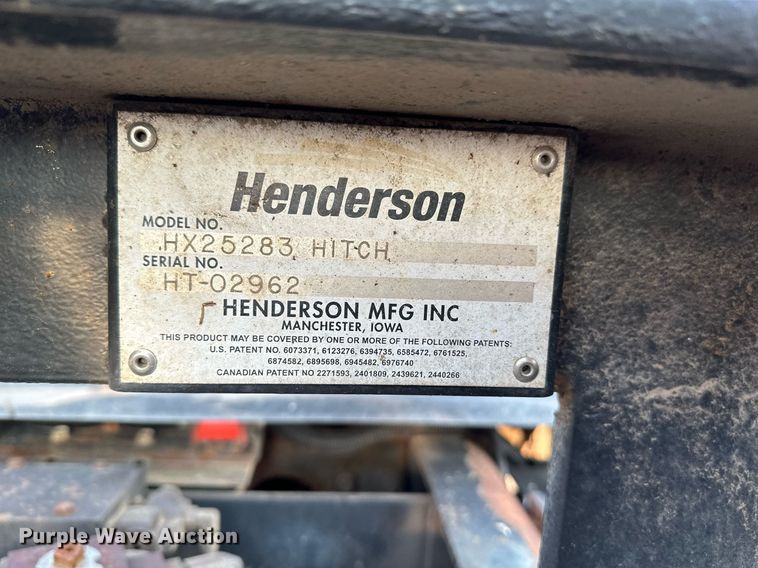 Henderson
MODEL NO.
HX25283 HITCH
SERIAL NO.
HT-02962
HENDERSON MFG INC
MANCHESTER, IOWA
THIS PRODUCT MAY BE COVERED BY ONE OR MORE OF THE FOLLOWING PATENTS:
U.S. PATENT NO. 6073371, 6123276, 6394735, 6585472, 6761525,
6874582, 6895698, 6945482, 6976740
CANADIAN PATENT NO 2271593, 2401809, 2439621, 2440266
Purple Wave Auction